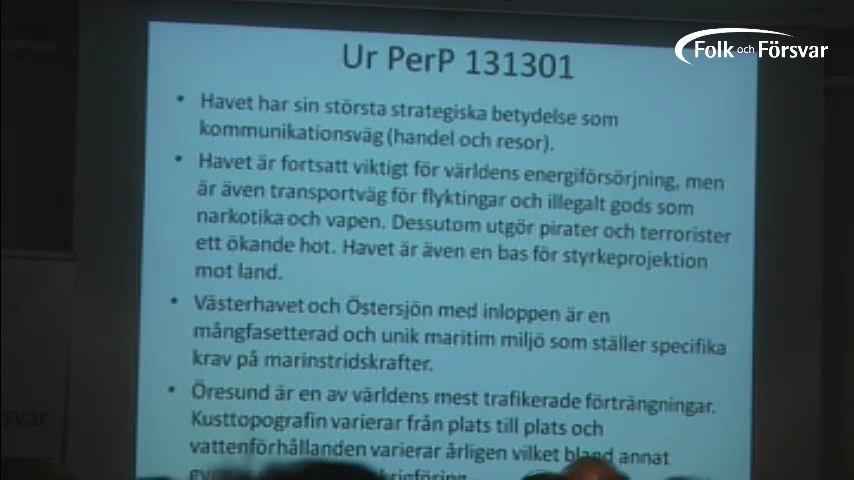 Folk och Försvar
Ur PerP 131301
• Havet har sin största strategiska betydelse som
kommunikationsväg (handel och resor).
• Havet är fortsatt viktigt för världens energiförsörjning, men
är även transportväg för flyktingar och illegalt gods som
narkotika och vapen. Dessutom utgör pirater och terrorister
ett ökande hot. Havet är även en bas för styrkeprojektion
mot land.
• Västerhavet och Östersjön med inloppen är en
mångfasetterad och unik maritim miljö som ställer specifika
krav på marinstridskrafter.
• Öresund är en av världens mest trafikerade förträngningar.
Kusttopografin varierar från plats till plats och
vattenförhållanden varierar årligen vilket bland annat
svar